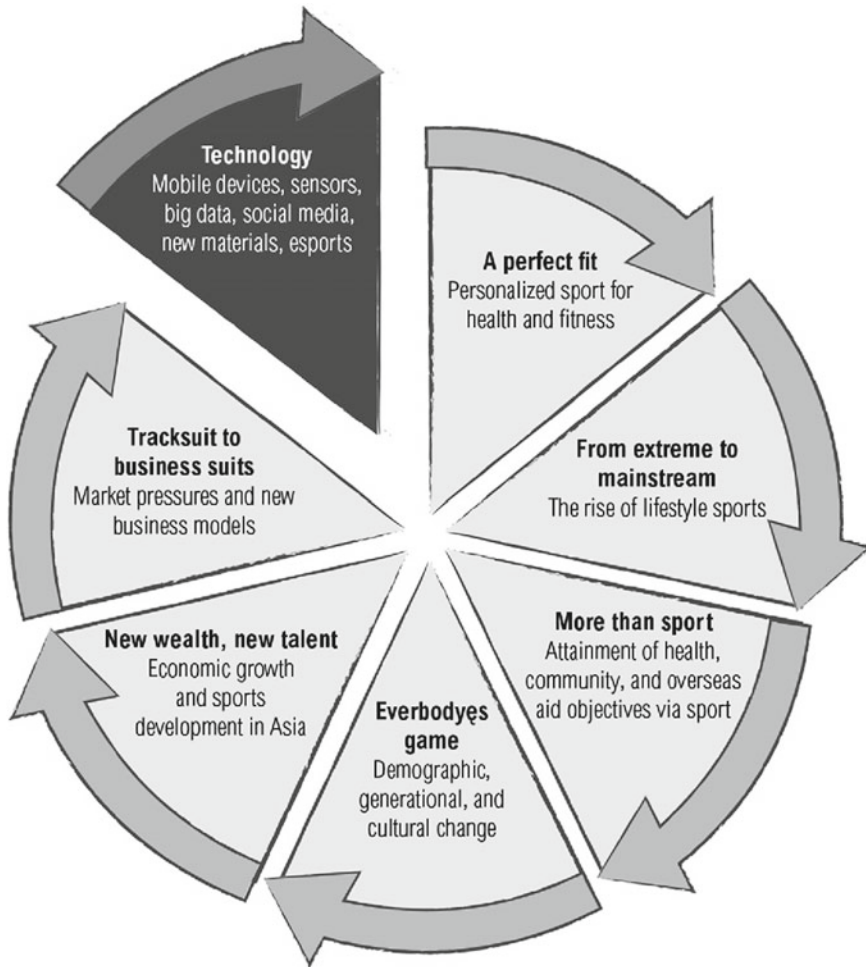 Technology
Mobile devices, sensors,
big data, social media,
new materials, esports
A perfect fit
Personalized sport for
health and fitness
From extreme to
mainstream
The rise of lifestyle sports
More than sport
Attainment of health,
community, and overseas
aid objectives via sport
Everbodyęs
game
Demographic,
generational, and
cultural change
New wealth, new talent
Economic growth
and sports
development in Asia
Tracksuit to
business suits
Market pressures and new
business models